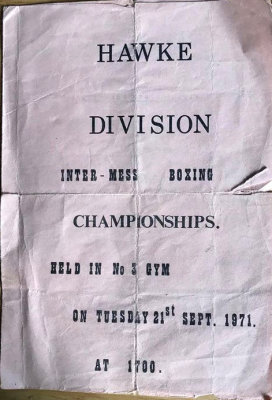 HAWKE
DIVISION
INTER-MESS BOXING
CHAMPIONSHIPS.
HELD IN No 3 GYM
ON TUESDAY 21st SEPT. 1971.
AT 1700.